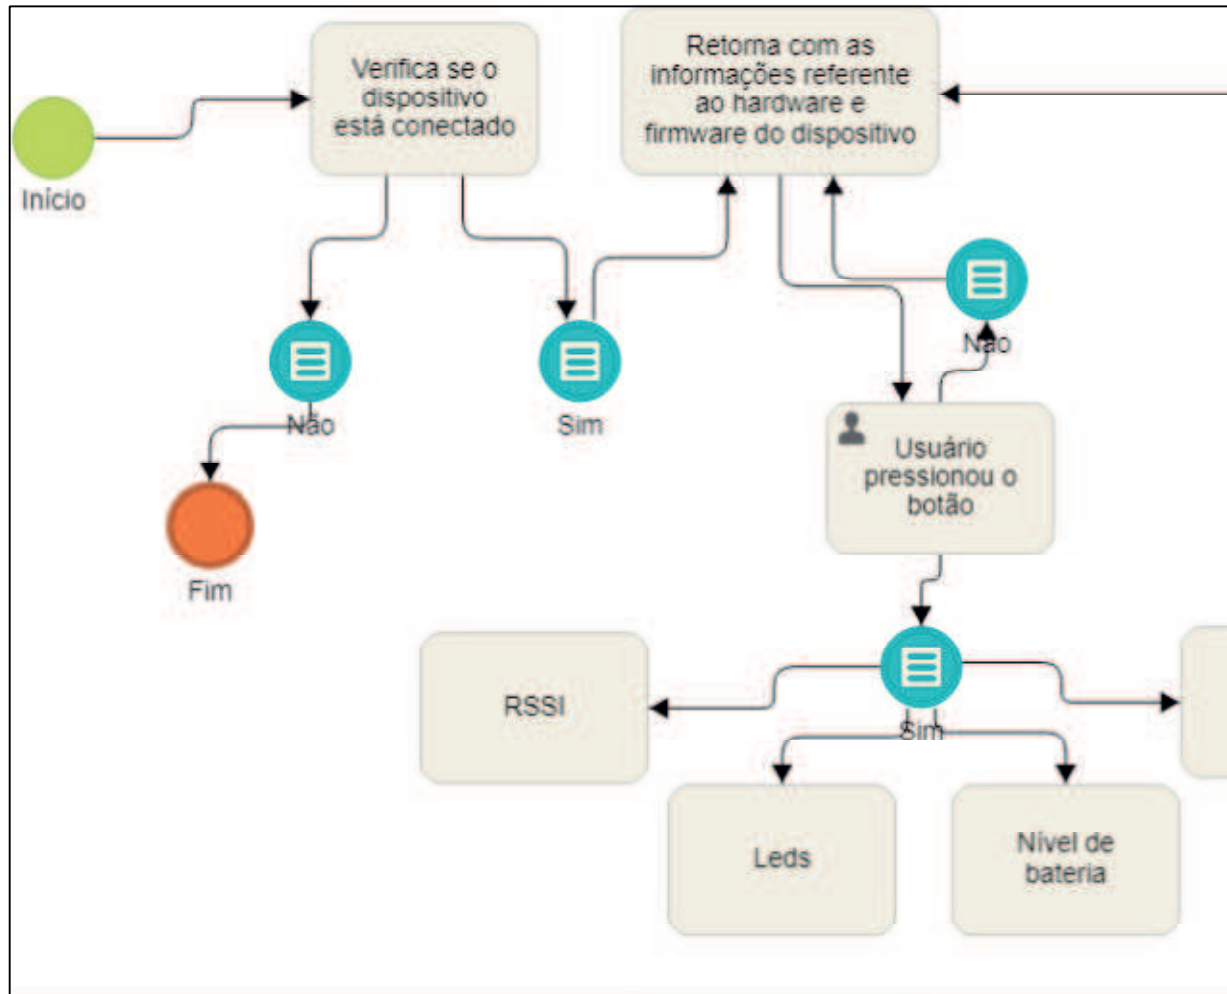 Verifica se o
dispositivo
está conectado
Retorna com as
informações referente
ao hardware e
firmware do dispositivo
Início
Não
Sim
Não
Usuário
pressionou o
botão
Fim
Sim
RSSI
Leds
Nível de
bateria